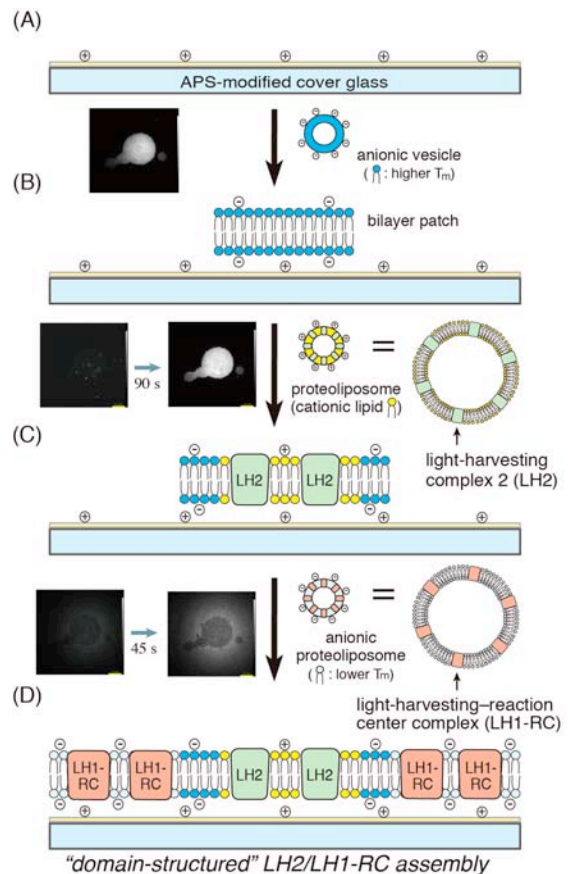 (A)
APS-modified cover glass
anionic vesicle
( : higher Tm)
(B)
bilayer patch
90 s
proteoliposome
(cationic lipid )
=
light-harvesting
complex 2 (LH2)
(C)
LH2
LH2
45 s
anionic
proteoliposome
( : lower Tm)
=
light-harvesting–reaction
center complex (LH1-RC)
(D)
LH1-
RC
LH1-
RC
LH2
LH2
LH1-
RC
LH1-
RC
“domain-structured” LH2/LH1-RC assembly